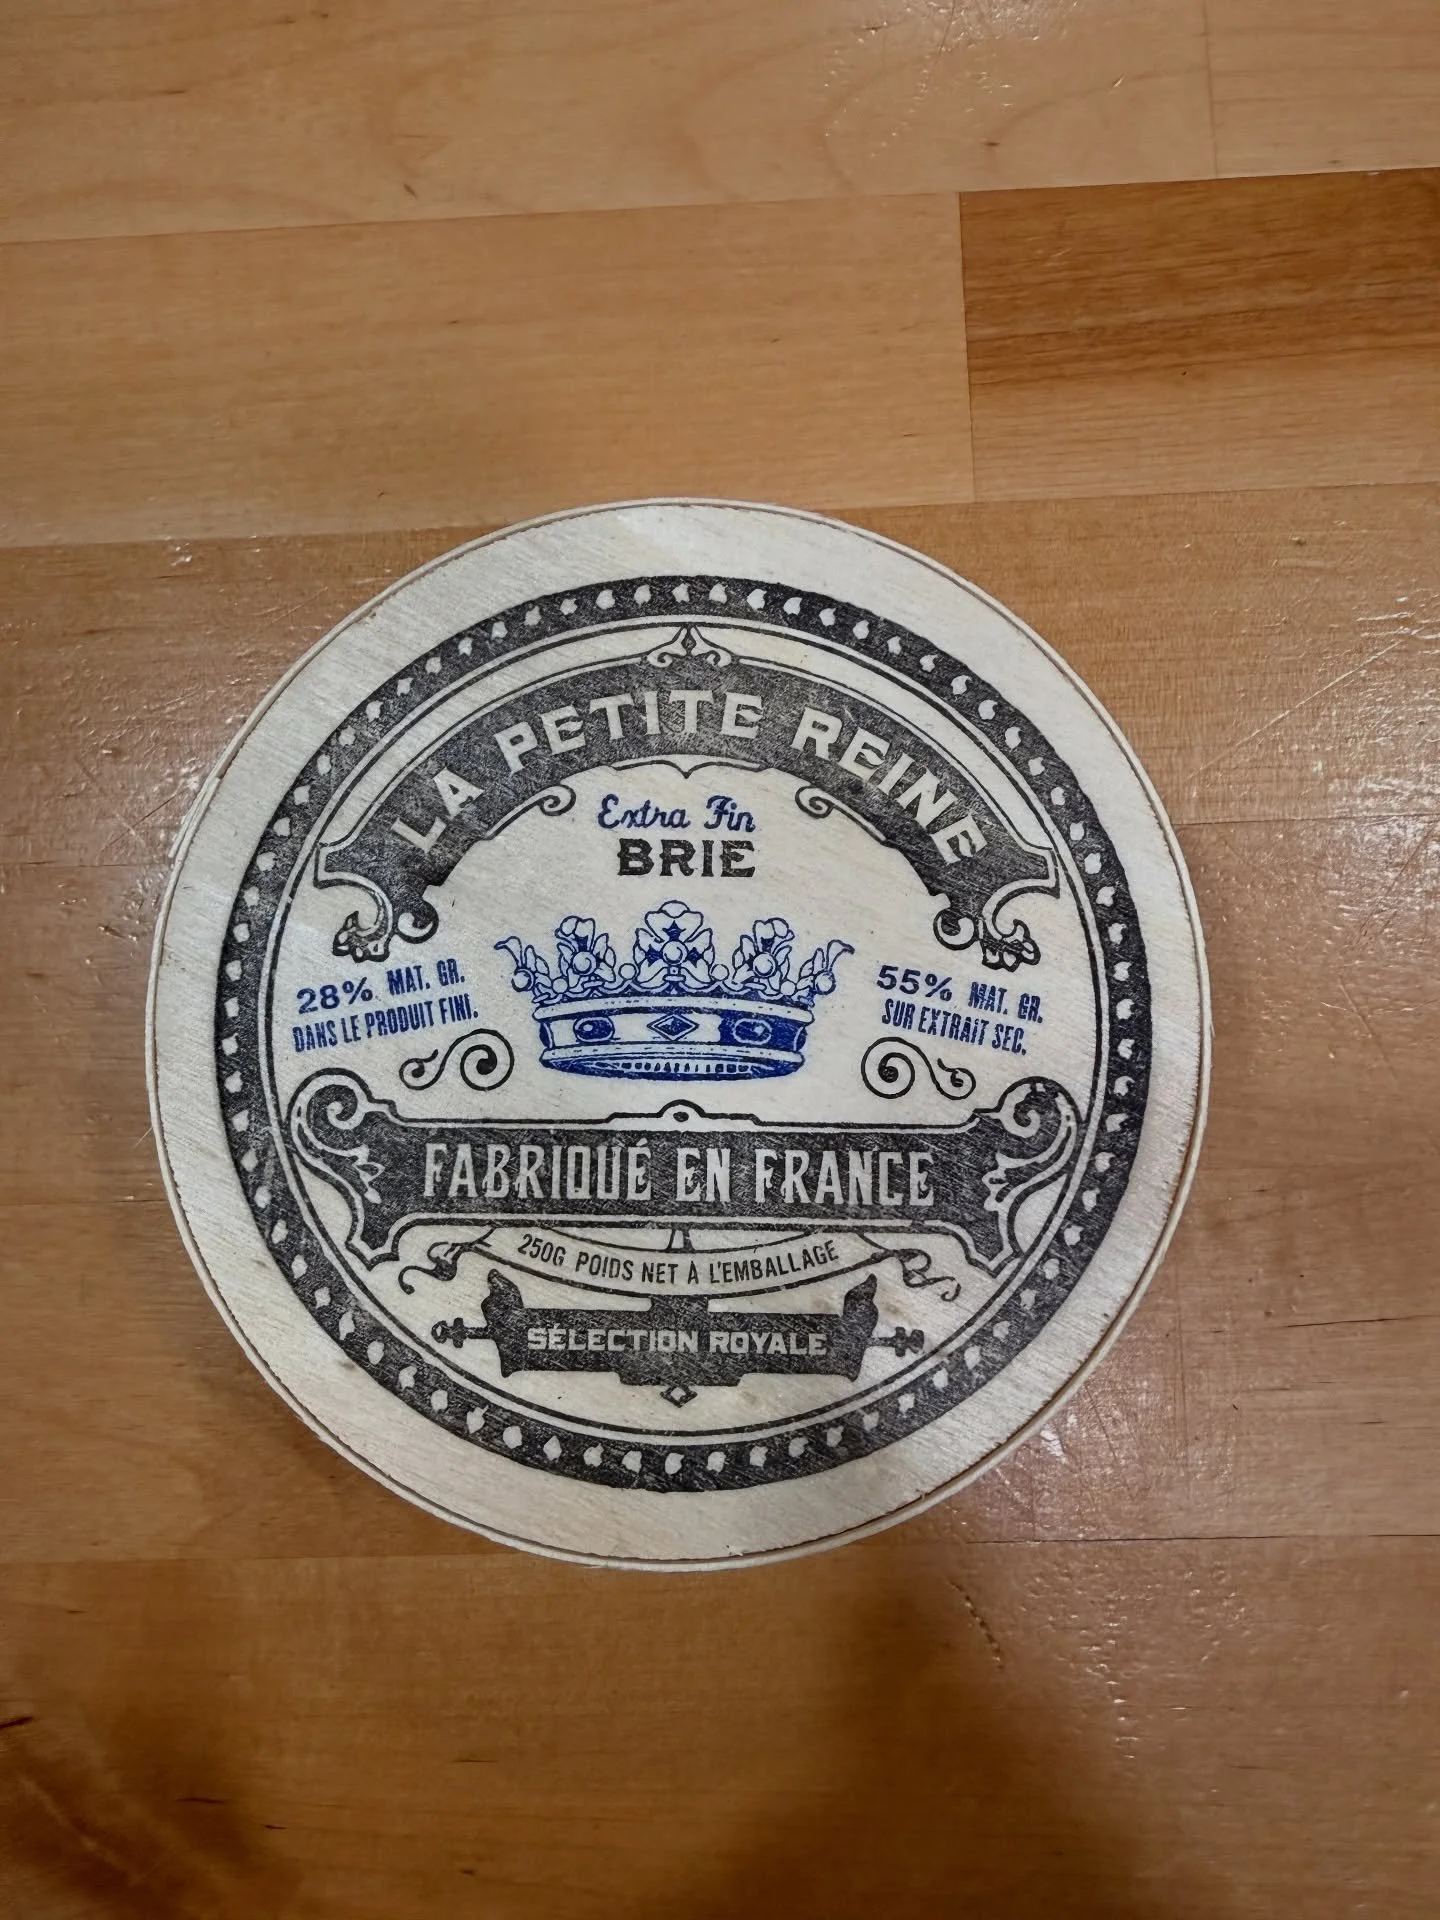 LA PETITE REINE
Extra Fin
BRIE
28% MAT. GR.
DANS LE PRODUIT FINI.
55% MAT. GR.
SUR EXTRAIT SEC.
FABRIQUÉ EN FRANCE
250G POIDS NET À L'EMBALLAGE
SÉLECTION ROYALE